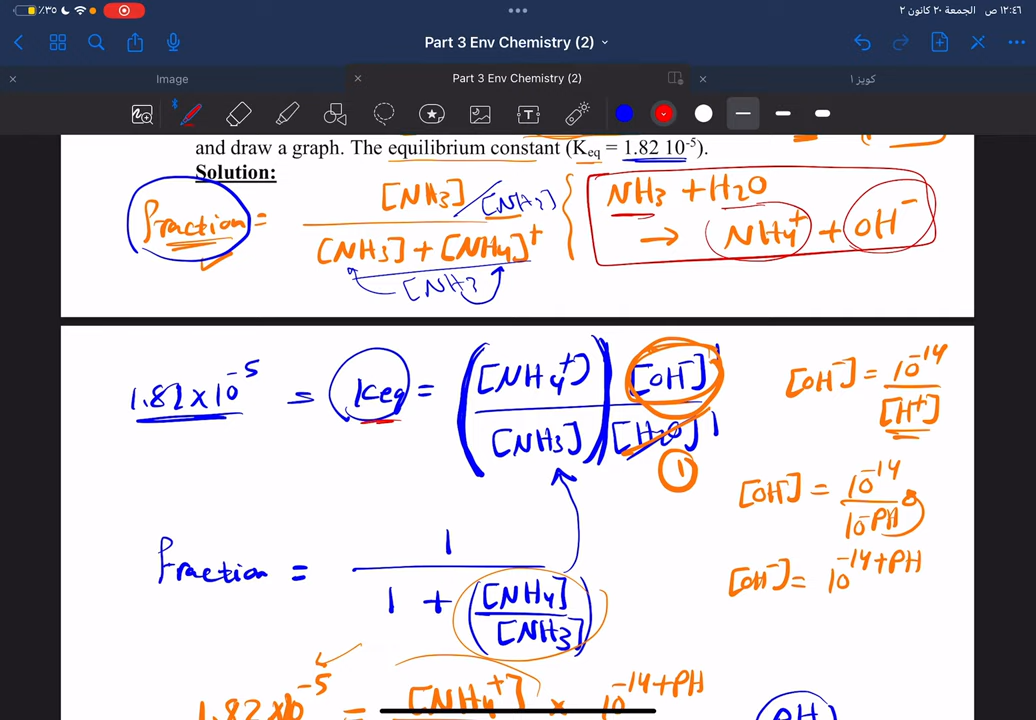 ١٢:٤٦ ص الجمعة ٢٠ كانون ٢
٪٣٥
Part 3 Env Chemistry (2)
Image
Part 3 Env Chemistry (2)
كويز ١
and draw a graph. The equilibrium constant (Keq = 1.82 10-5).
Solution:
fraction = [NH3] / [NH3]
[NH3] + [NH4]+
[NH3
NH3 + H2O
→ NH4+ + OH-
1.82×10-5 = Keq = ([NH4+] / [NH3]) [OH-] / [H2O]
1
[OH-] = 10-14 / [H+]
[OH-] = 10-14 / 10-PH
[OH-] = 10-14+PH
fraction = 1 / (1 + ([NH4] / [NH3]))
1.82×10-5 = [NH4+] × 10-14+PH
PH